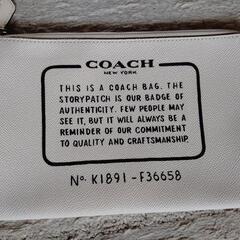 COACH
NEW YORK
THIS IS A COACH BAG. THE
STORYPATCH IS OUR BADGE OF
AUTHENTICITY. FEW PEOPLE MAY
SEE IT, BUT IT WILL ALWAYS BE A
REMINDER OF OUR COMMITMENT
TO QUALITY AND CRAFTSMANSHIP.
No. K1891-F36658